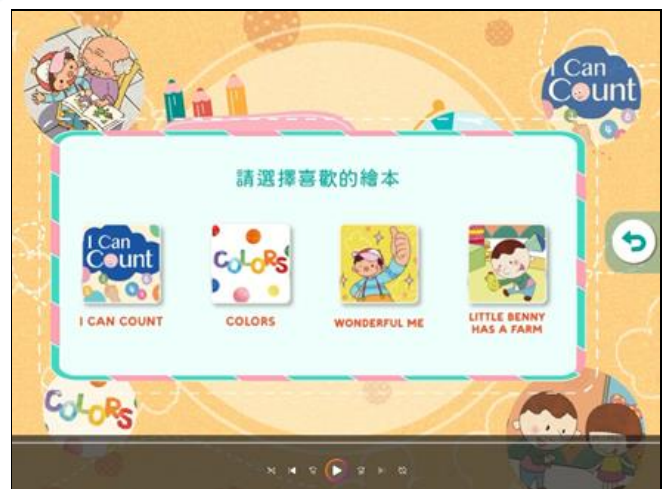 I Can
Count
請選擇喜歡的繪本
I Can
Count
COLORS
I CAN COUNT
COLORS
WONDERFUL ME
LITTLE BENNY
HAS A FARM
COLORS